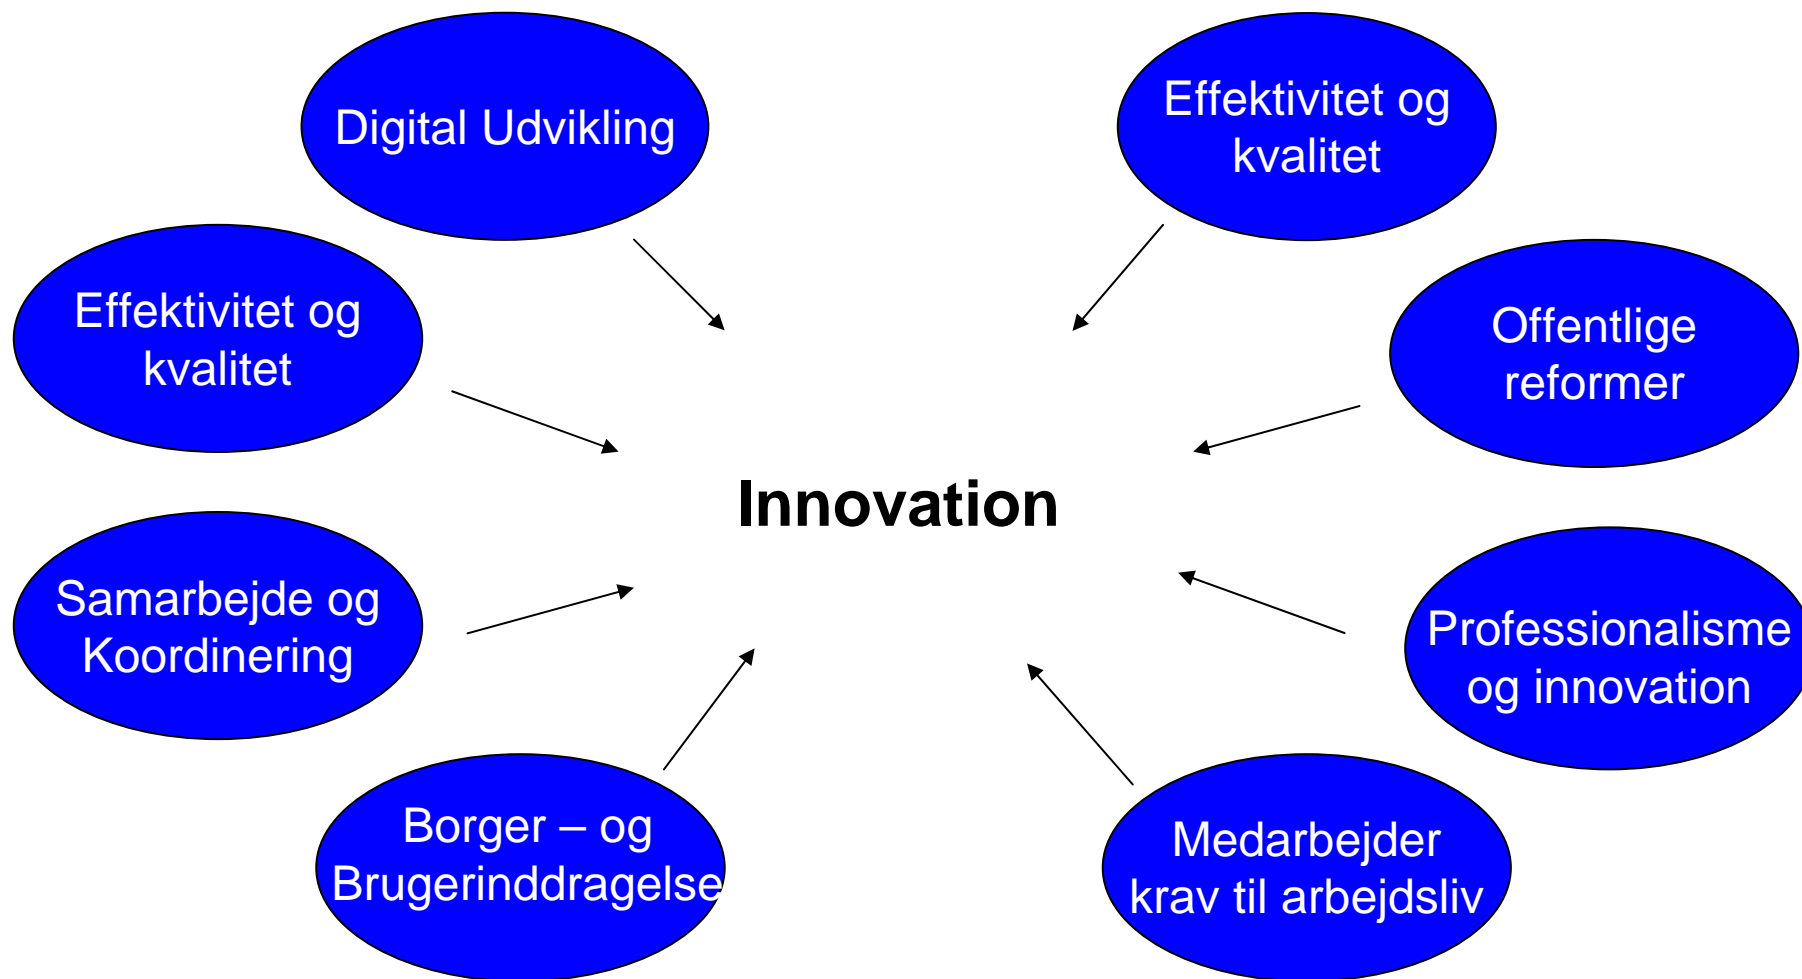 Digital Udvikling
Effektivitet og
kvalitet
Effektivitet og
kvalitet
Offentlige
reformer
Innovation
Samarbejde og
Koordinering
Professionalisme
og innovation
Borger – og
Brugerinddragelse
Medarbejder
krav til arbejdsliv